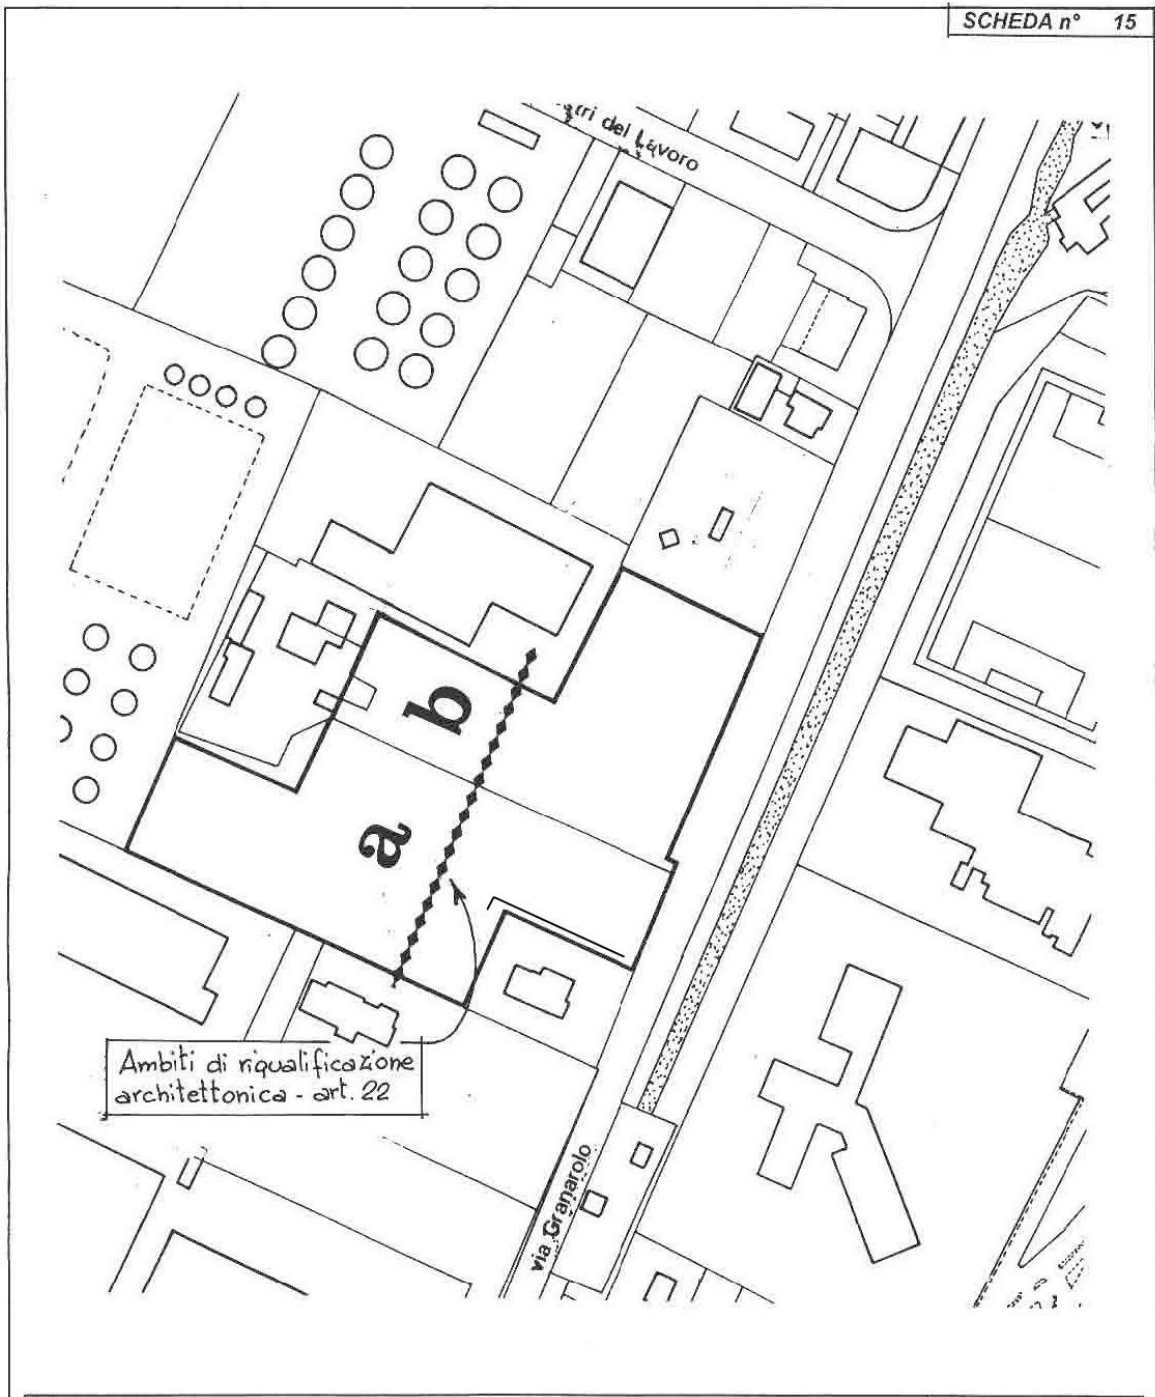 SCHEDA n° 15
tri del Lavoro
b
a
Ambiti di riqualificazione
architettonica - art. 22
via Granarolo